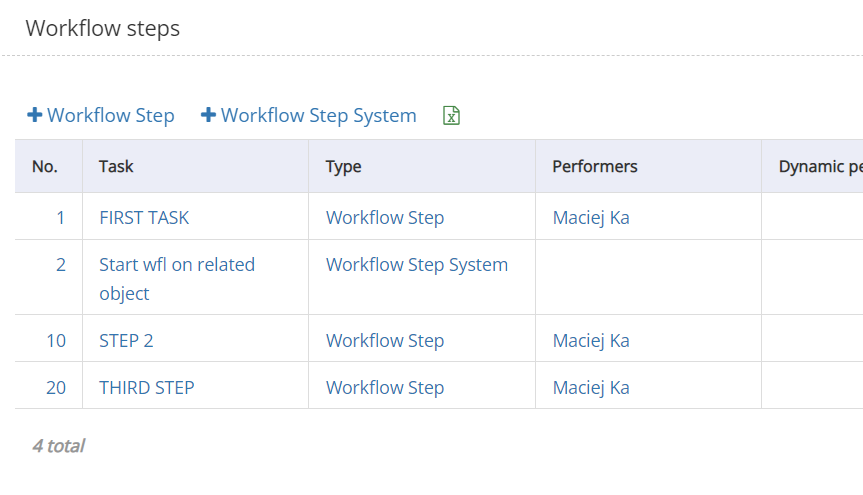 Workflow steps
Workflow Step Workflow Step System
No. Task Type Performers Dynamic pe
1 FIRST TASK Workflow Step Maciej Ka
2 Start wfl on related Workflow Step System
object
10 STEP 2 Workflow Step Maciej Ka
20 THIRD STEP Workflow Step Maciej Ka
4 total